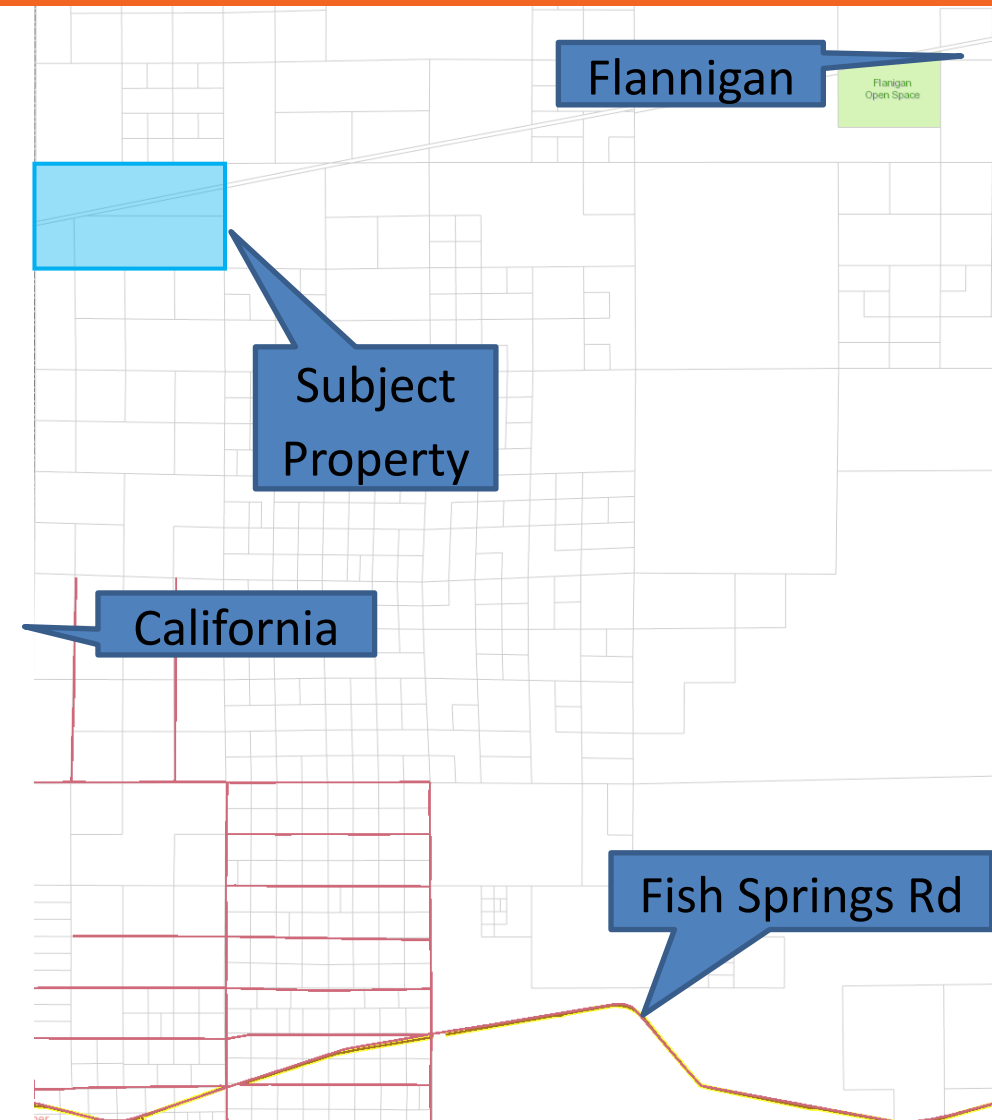 Flannigan
Flanigan
Open Space
Subject
Property
California
Fish Springs Rd